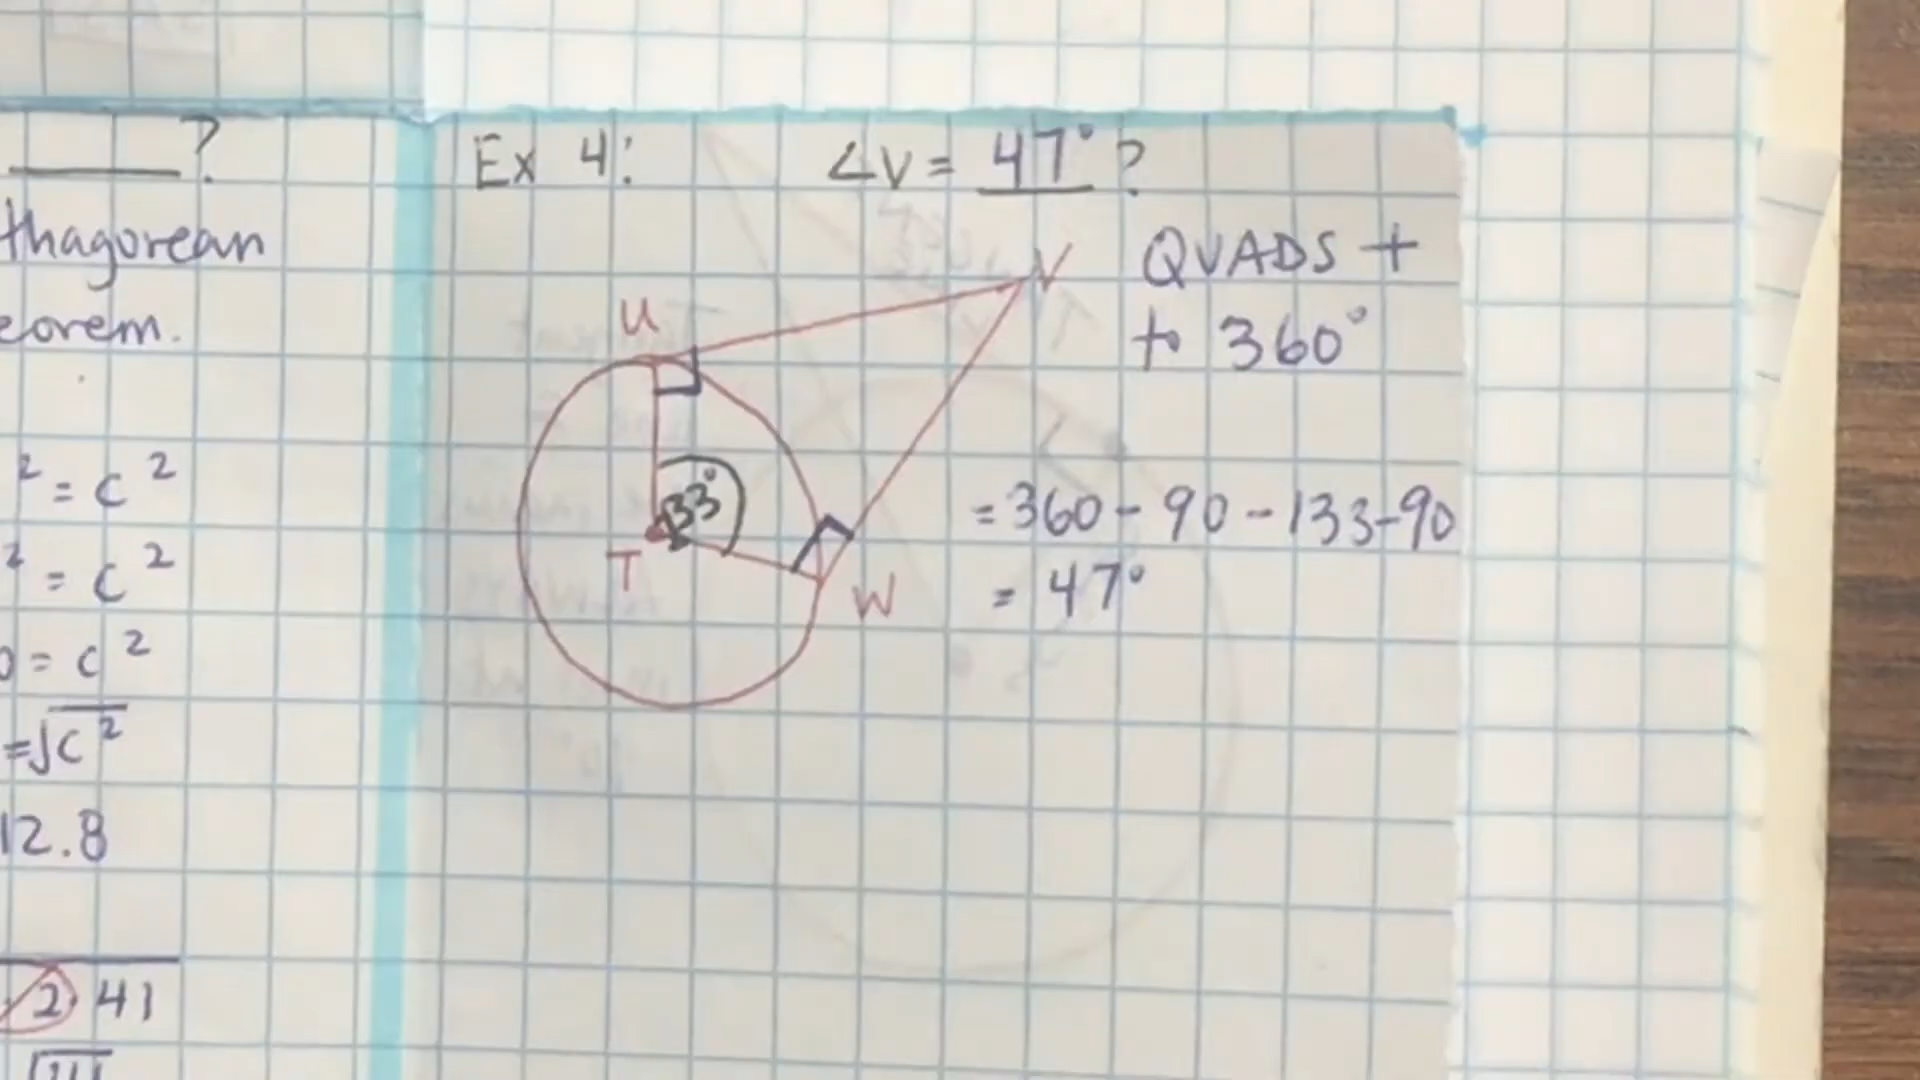 ?
thagorean
eorem.
² = c²
² = c²
0 = c²
= √c²
12.8
2 41
Ex 4: ∠V = 47° ?
QUADS +
to 360°
U
V
133°
T
W
= 360 - 90 - 133 - 90
= 47°